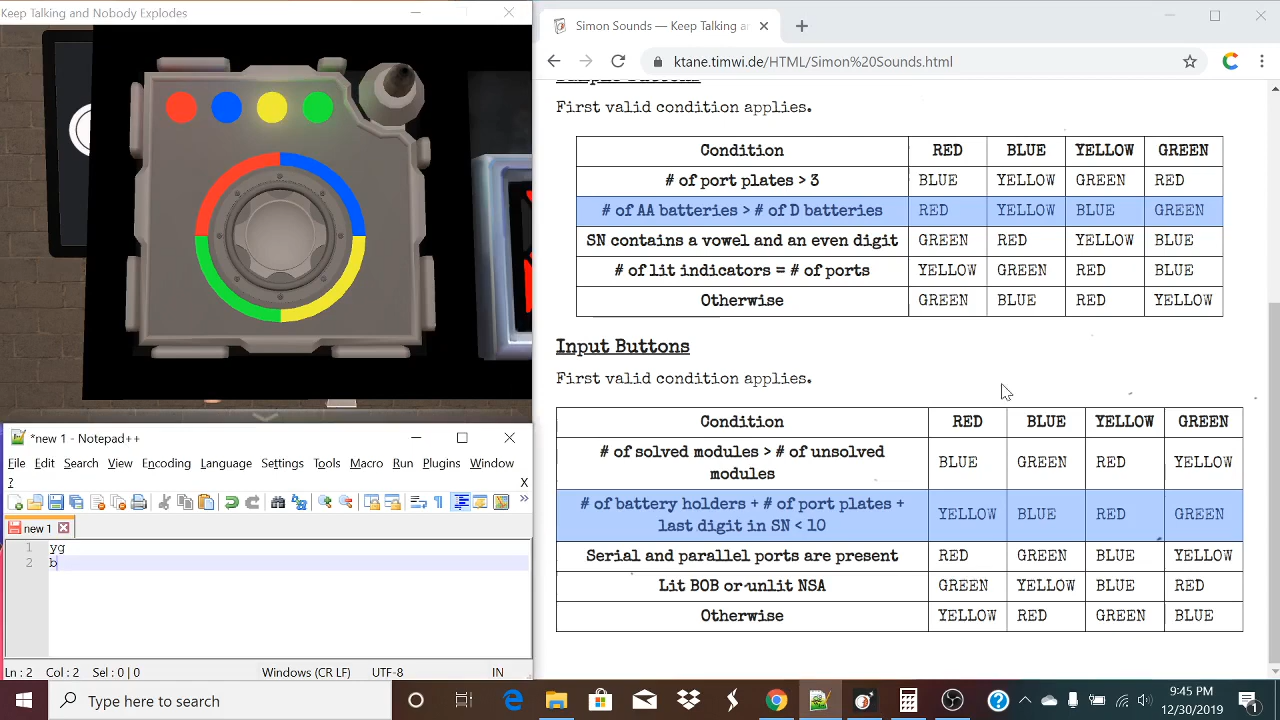 Keep Talking and Nobody Explodes
Simon Sounds — Keep Talking ar
ktane.timwi.de/HTML/Simon%20Sounds.html
Sample Buttons
First valid condition applies.
Condition RED BLUE YELLOW GREEN
# of port plates > 3 BLUE YELLOW GREEN RED
# of AA batteries > # of D batteries RED YELLOW BLUE GREEN
SN contains a vowel and an even digit GREEN RED YELLOW BLUE
# of lit indicators = # of ports YELLOW GREEN RED BLUE
Otherwise GREEN BLUE RED YELLOW
Input Buttons
First valid condition applies.
Condition RED BLUE YELLOW GREEN
# of solved modules > # of unsolved
modules BLUE GREEN RED YELLOW
# of battery holders + # of port plates +
last digit in SN < 10 YELLOW BLUE RED GREEN
Serial and parallel ports are present RED GREEN BLUE YELLOW
Lit BOB or unlit NSA GREEN YELLOW BLUE RED
Otherwise YELLOW RED GREEN BLUE
*new 1 - Notepad++
File Edit Search View Encoding Language Settings Tools Macro Run Plugins Window
? X
new 1
1 yg
2 b
Ln : 2 Col : 2 Sel : 0 | 0 Windows (CR LF) UTF-8 IN
Type here to search
9:45 PM
12/30/2019
1